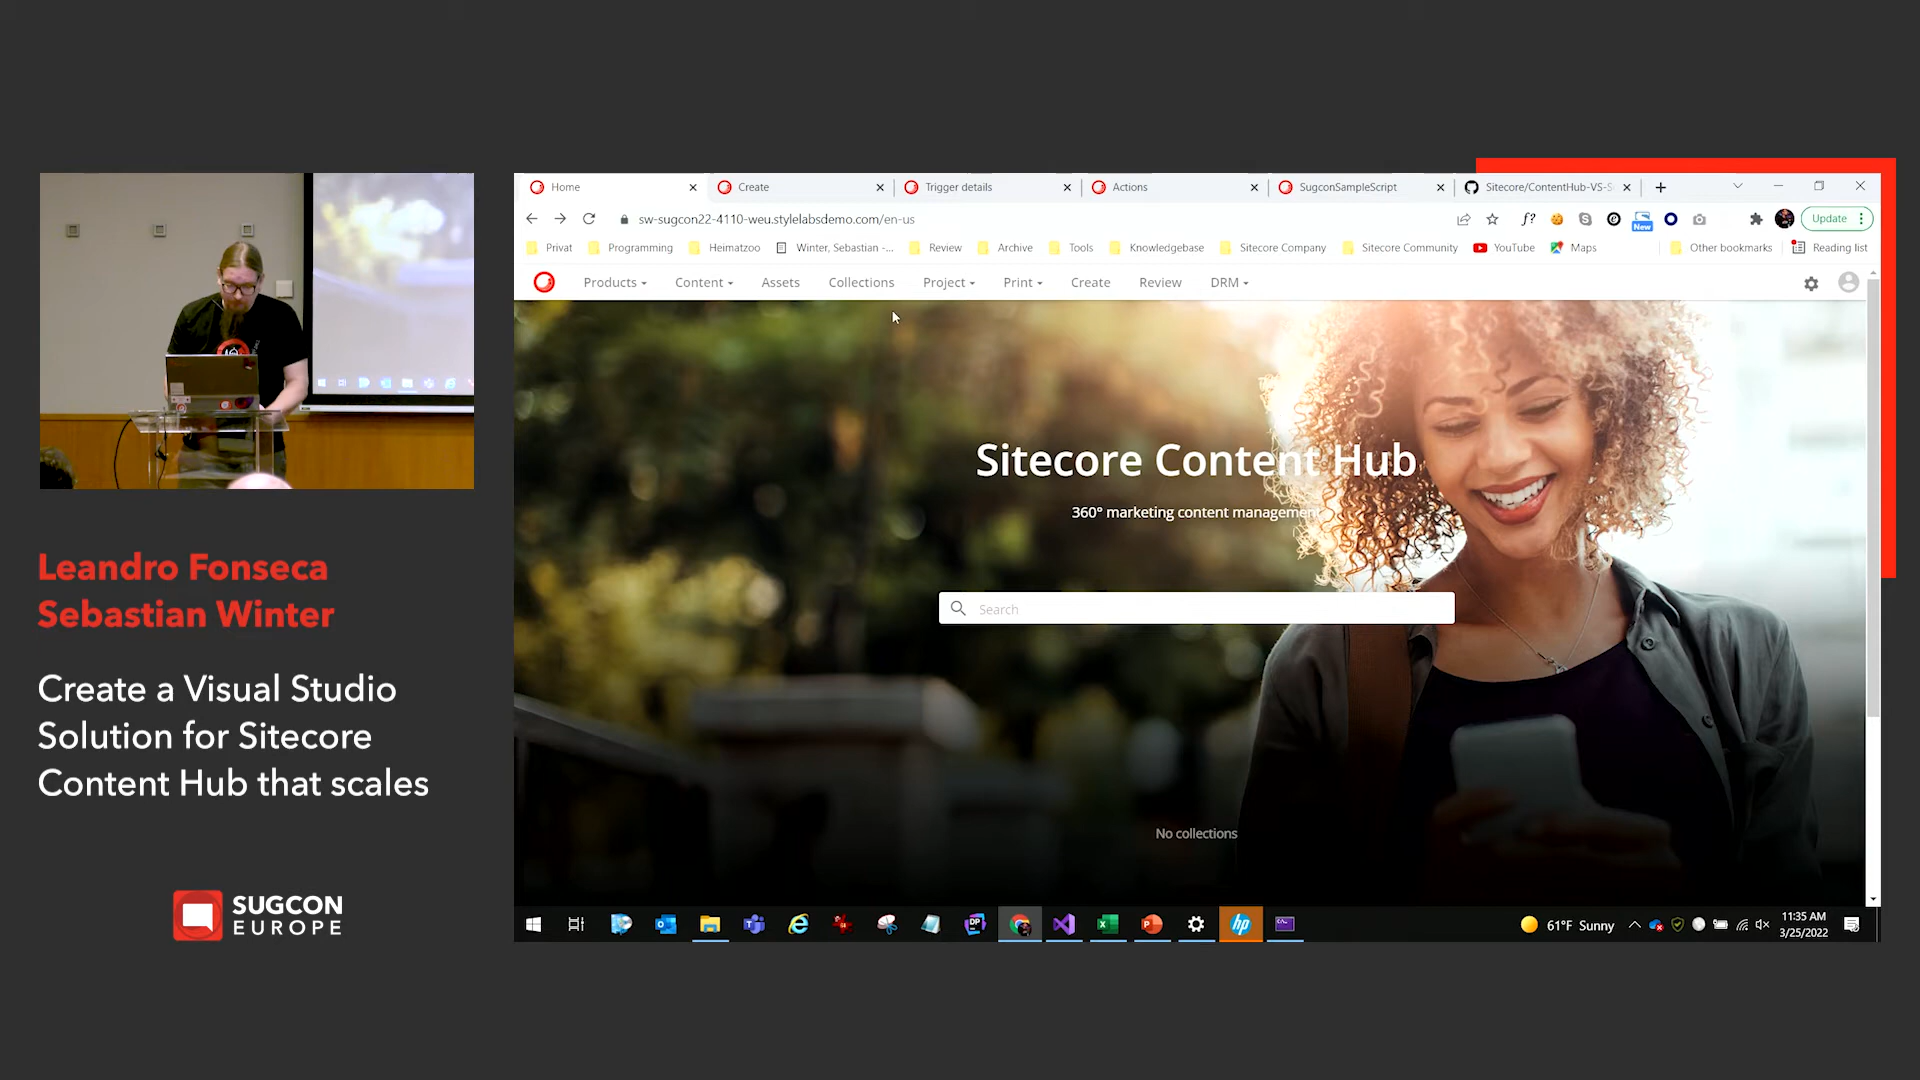 Home
Create
Trigger details
Actions
SugconSampleScript
Sitecore/ContentHub-VS-S
sw-sugcon22-4110-weu.stylelabsdemo.com/en-us
f?
New
Update
Privat
Programming
Heimatzoo
Winter, Sebastian -...
Review
Archive
Tools
Knowledgebase
Sitecore Company
Sitecore Community
YouTube
Maps
Other bookmarks
Reading list
Products
Content
Assets
Collections
Project
Print
Create
Review
DRM
Sitecore Content Hub
360° marketing content management
Search
No collections
61°F Sunny
11:35 AM
3/25/2022
Leandro Fonseca
Sebastian Winter
Create a Visual Studio
Solution for Sitecore
Content Hub that scales
SUGCON
EUROPE